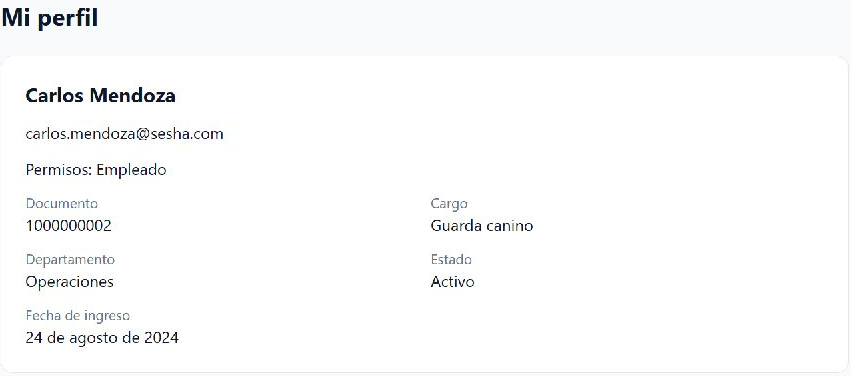 Mi perfil
Carlos Mendoza
carlos.mendoza@sesha.com
Permisos: Empleado
Documento
1000000002
Cargo
Guarda canino
Departamento
Operaciones
Estado
Activo
Fecha de ingreso
24 de agosto de 2024